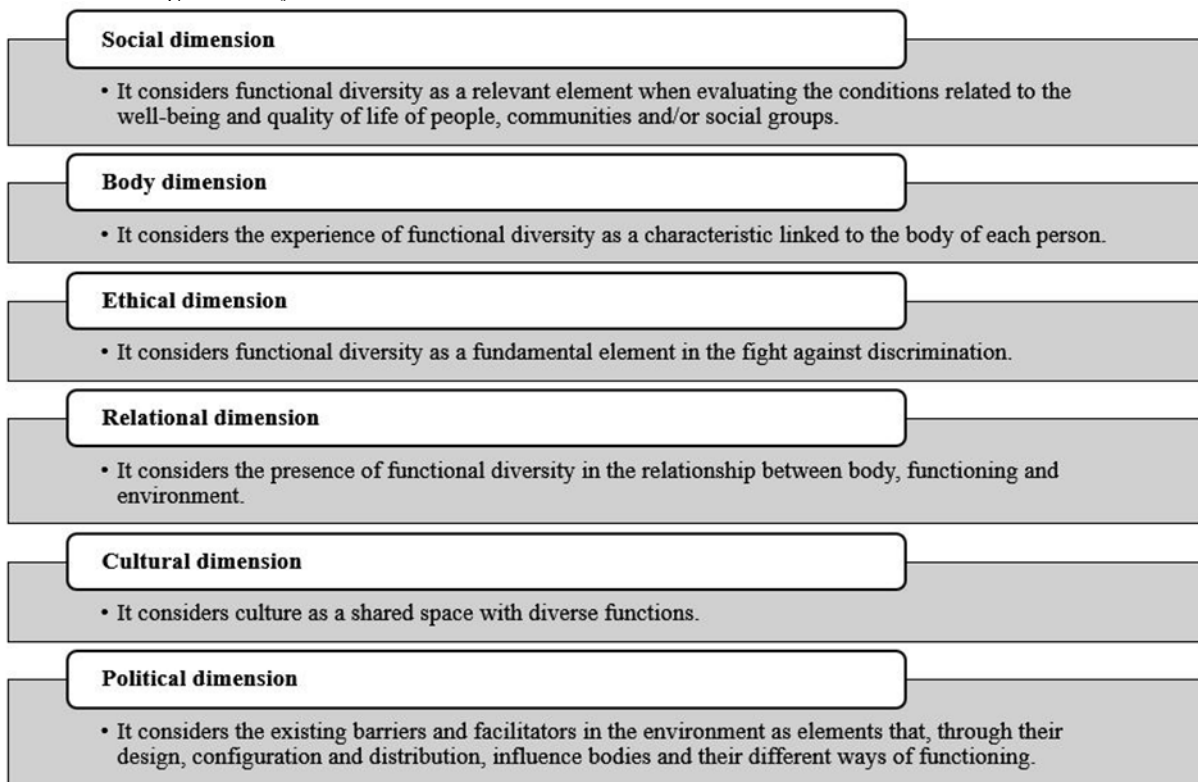 Social dimension
• It considers functional diversity as a relevant element when evaluating the conditions related to the
well-being and quality of life of people, communities and/or social groups.
Body dimension
• It considers the experience of functional diversity as a characteristic linked to the body of each person.
Ethical dimension
• It considers functional diversity as a fundamental element in the fight against discrimination.
Relational dimension
• It considers the presence of functional diversity in the relationship between body, functioning and
environment.
Cultural dimension
• It considers culture as a shared space with diverse functions.
Political dimension
• It considers the existing barriers and facilitators in the environment as elements that, through their
design, configuration and distribution, influence bodies and their different ways of functioning.